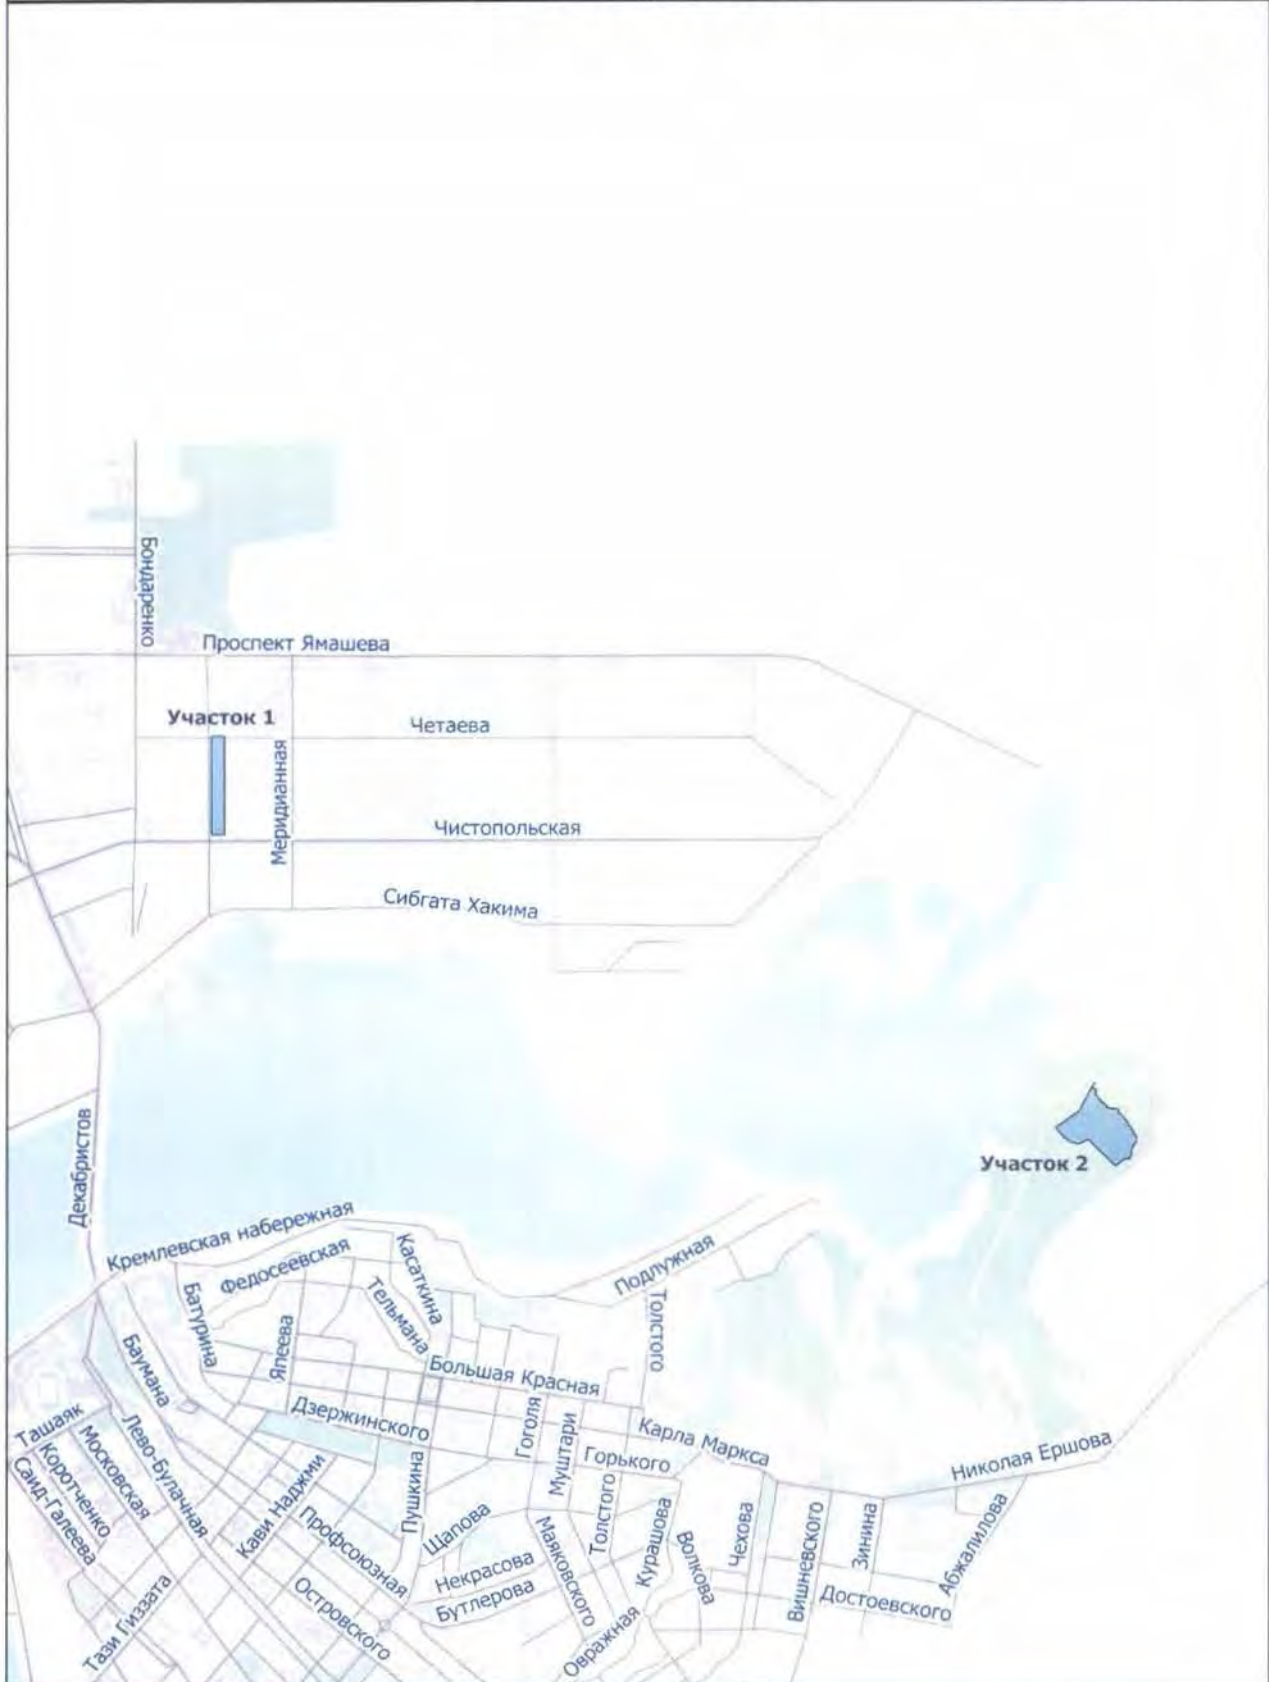 Бондаренко
Проспект Ямашева
Участок 1
Четаева
Меридианная
Чистопольская
Сибгата Хакима
Декабристов
Участок 2
Кремлевская набережная
Федосеевская
Касаткина
Подлужная
Батурина
Тельмана
Толстого
Япеева
Баумана
Большая Красная
Дзержинского
Гоголя
Муштари
Карла Маркса
Ташаяк
Московская
Лево-Булачная
Горького
Николая Ершова
Коротченко
Саид-Галеева
Кави Наджми
Пушкина
Профсоюзная
Щапова
Толстого
Курашова
Маяковского
Волкова
Чехова
Вишневского
Зинина
Абжалилова
Некрасова
Бутлерова
Достоевского
Тази Гиззата
Островского
Овражная